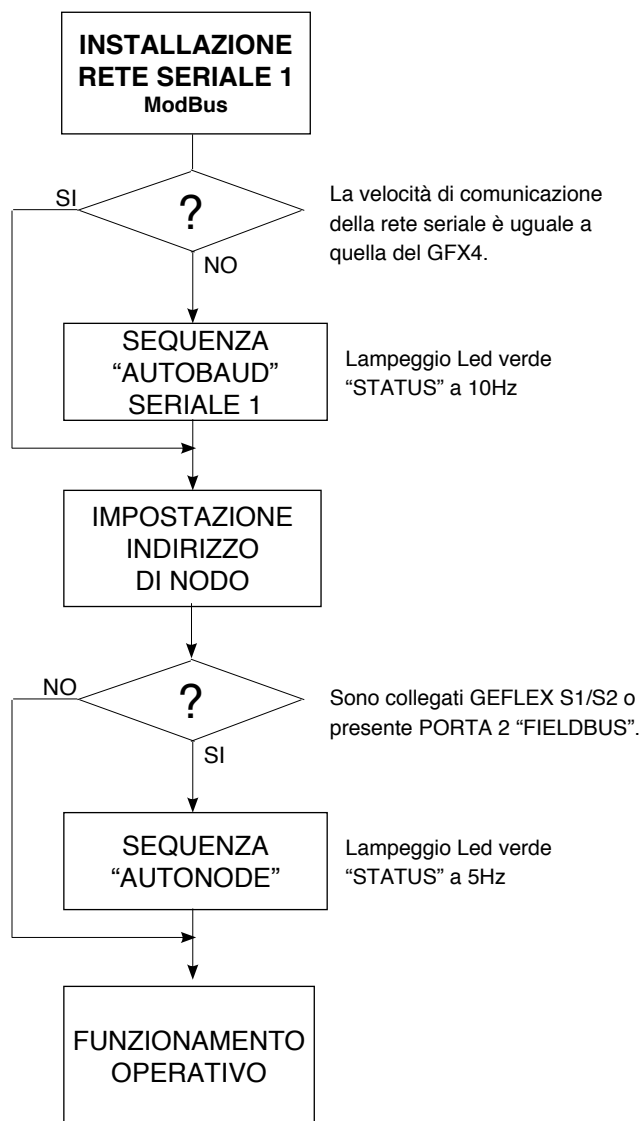 INSTALLAZIONE
RETE SERIALE 1
ModBus
SI
?
La velocità di comunicazione
della rete seriale è uguale a
quella del GFX4.
NO
SEQUENZA
“AUTOBAUD”
SERIALE 1
Lampeggio Led verde
“STATUS” a 10Hz
IMPOSTAZIONE
INDIRIZZO
DI NODO
NO
?
Sono collegati GEFLEX S1/S2 o
presente PORTA 2 “FIELDBUS”.
SI
SEQUENZA
“AUTONODE”
Lampeggio Led verde
“STATUS” a 5Hz
FUNZIONAMENTO
OPERATIVO